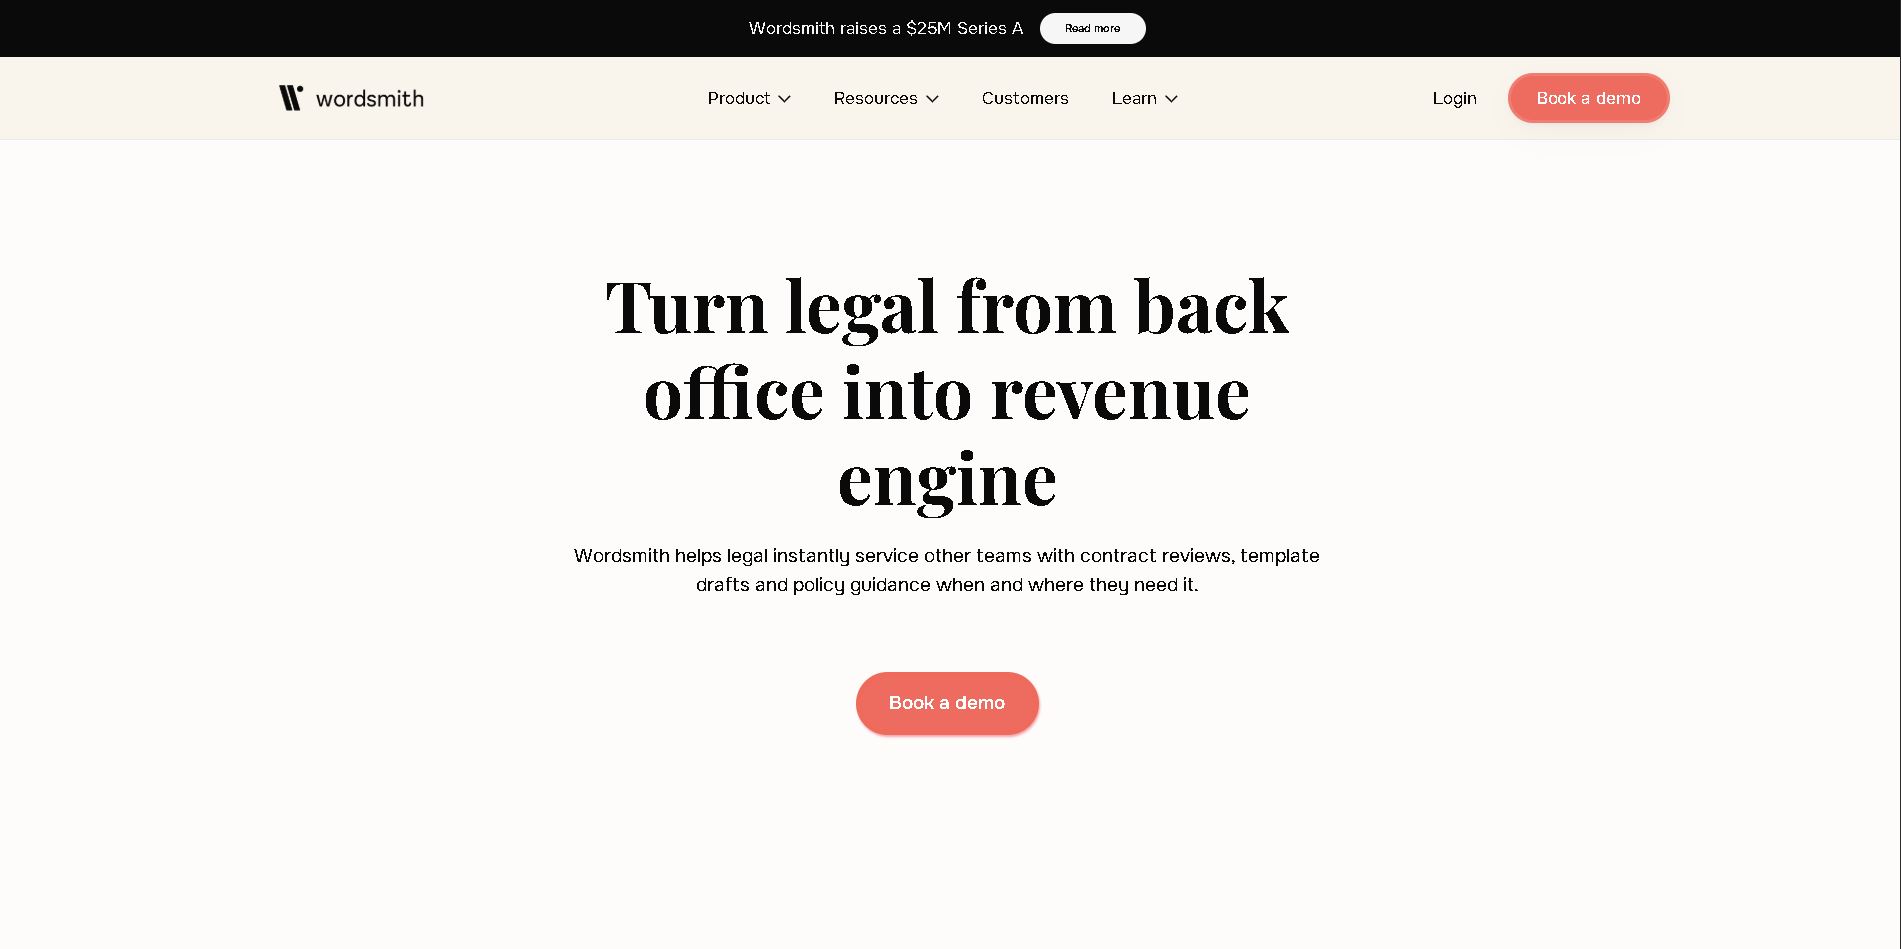 Wordsmith raises a $25M Series A
Read more
wordsmith
Product
Resources
Customers
Learn
Login
Book a demo
Turn legal from back
office into revenue
engine
Wordsmith helps legal instantly service other teams with contract reviews, template
drafts and policy guidance when and where they need it.
Book a demo